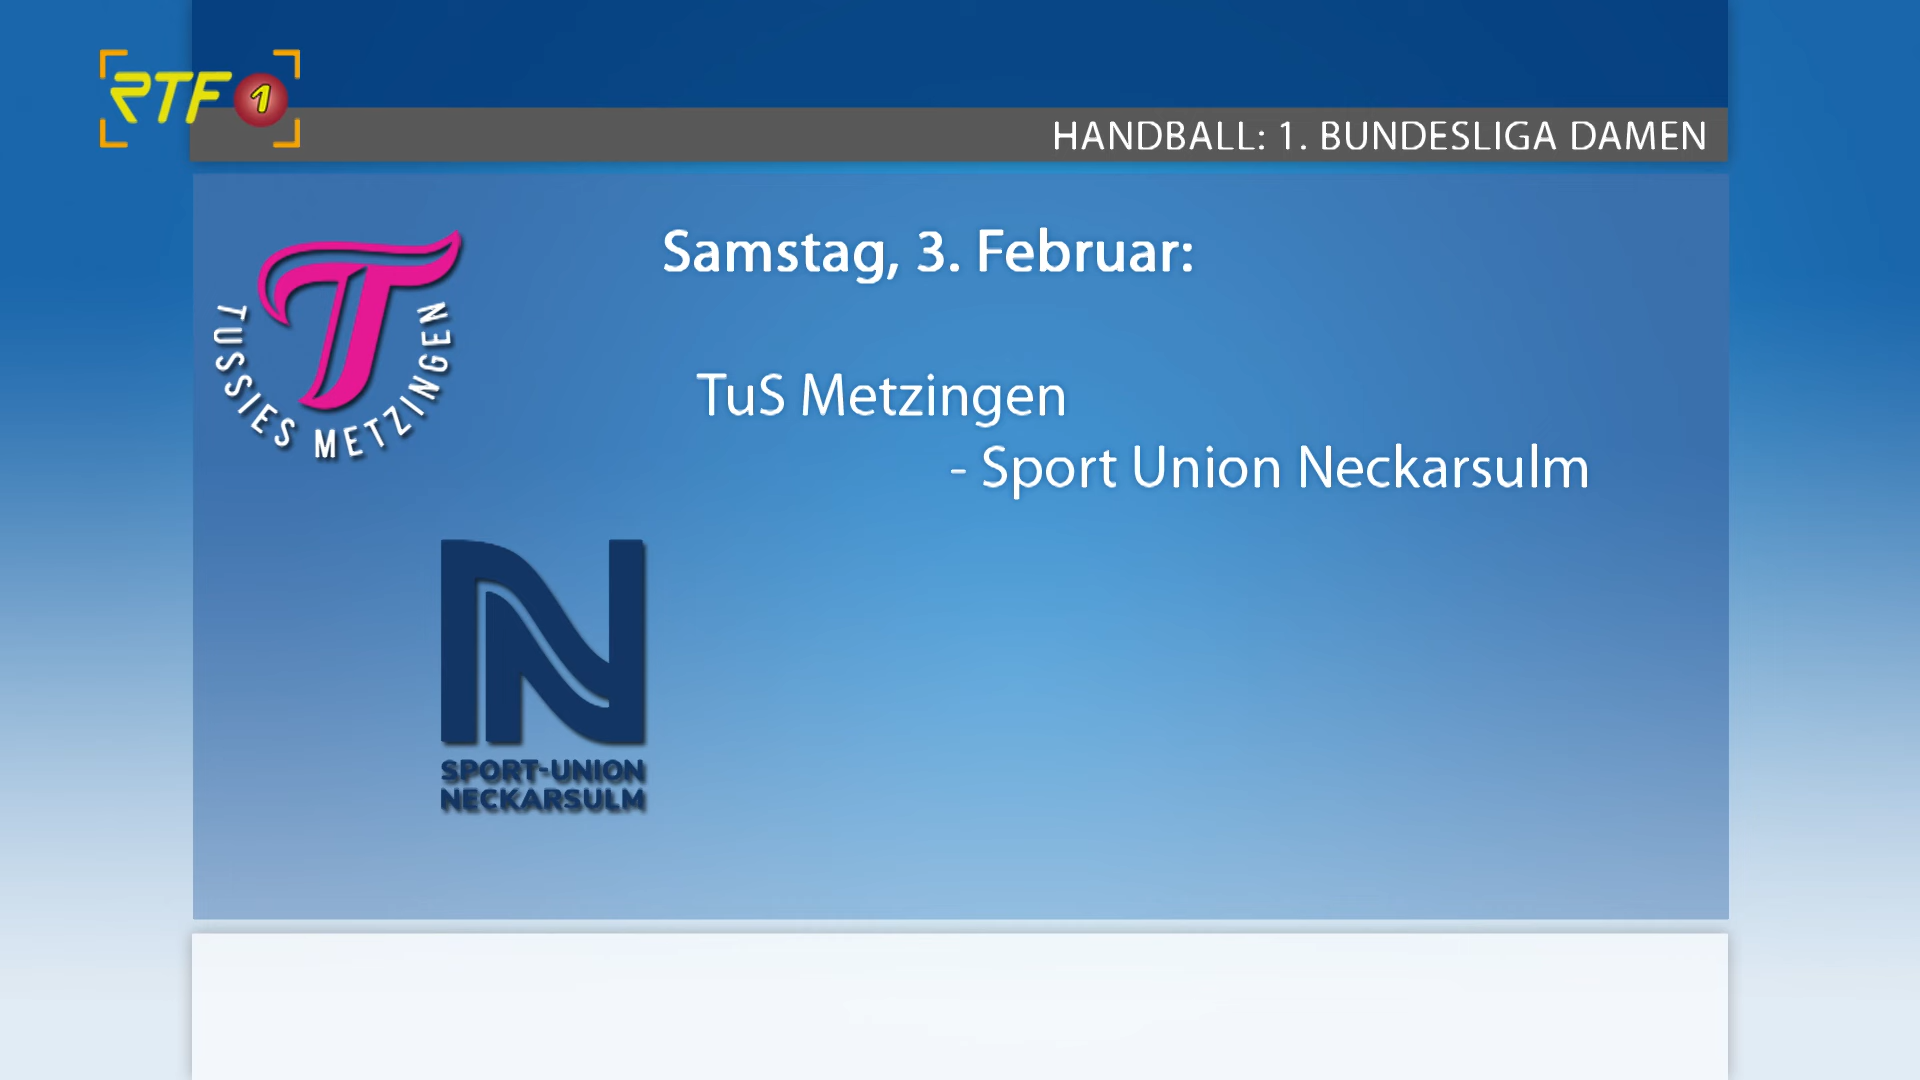 RTF 1
HANDBALL: 1. BUNDESLIGA DAMEN
Samstag, 3. Februar:
TUSSIES METZINGEN
TuS Metzingen
- Sport Union Neckarsulm
SPORT-UNION
NECKARSULM